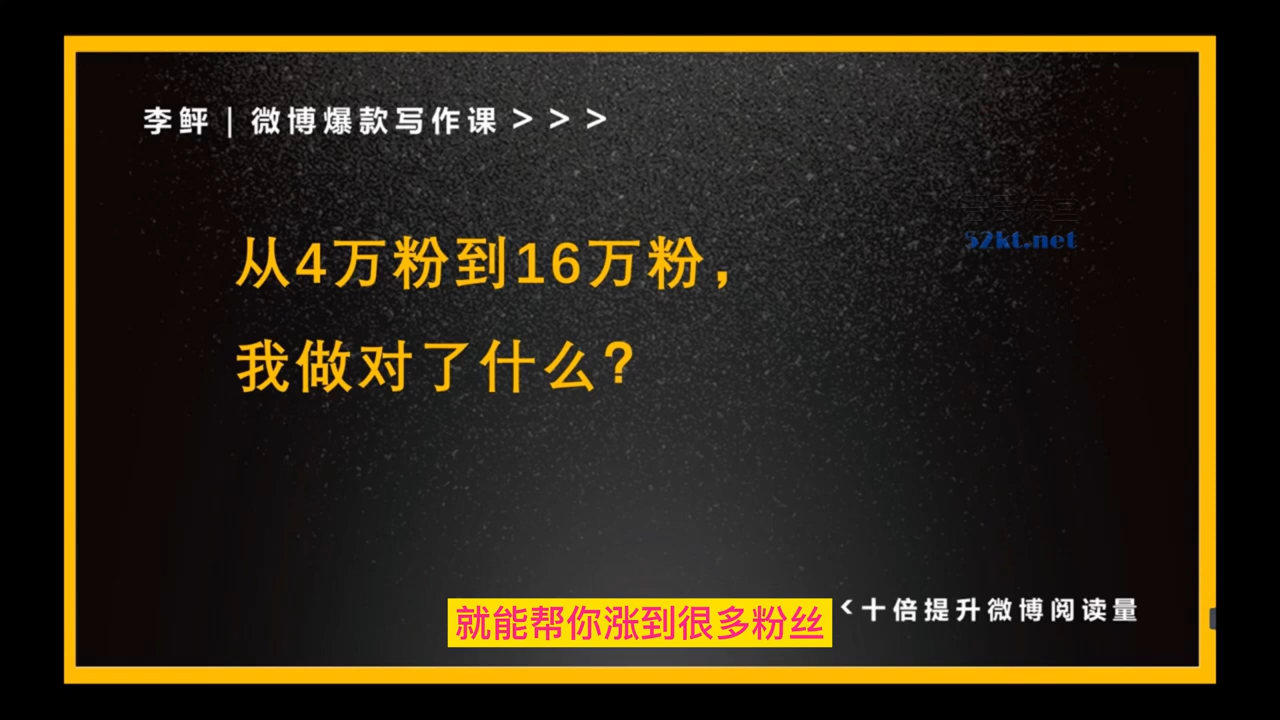 李鲆 | 微博爆款写作课 > > >
52kt.net
从4万粉到16万粉，
我做对了什么？
<十倍提升微博阅读量
就能帮你涨到很多粉丝